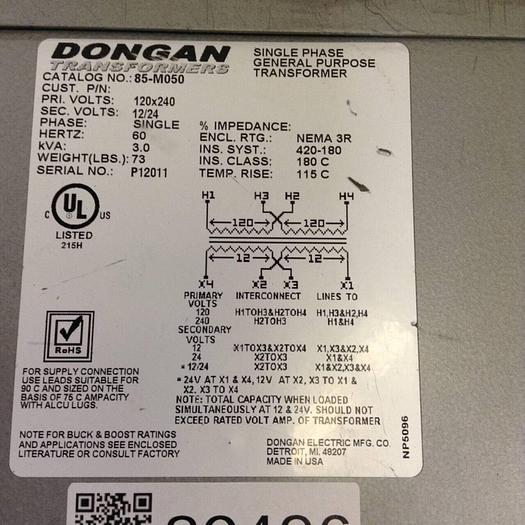 DONGAN
TRANSFORMERS
SINGLE PHASE
GENERAL PURPOSE
TRANSFORMER
CATALOG NO.: 85-M050
CUST. P/N:
PRI. VOLTS: 120x240
SEC. VOLTS: 12/24
PHASE: SINGLE
HERTZ: 60
kVA: 3.0
WEIGHT(LBS.): 73
SERIAL NO.: P12011
% IMPEDANCE:
ENCL. RTG.: NEMA 3R
INS. SYST.: 420-180
INS. CLASS: 180 C
TEMP. RISE: 115 C
C UL US
LISTED
215H
H1 H3 H2 H4
120 120
12 12
X4 X2 X3 X1
PRIMARY INTERCONNECT LINES TO
VOLTS
120 H1TOH3&H2TOH4 H1,H3&H2,H4
240 H2TOH3 H1&H4
SECONDARY
VOLTS
12 X1TOX3&X2TOX4 X1,X3&X2,X4
24 X2TOX3 X1&X4
* 12/24 X2TOX3 X1&X2,X3&X4
* 24V AT X1 & X4, 12V AT X2, X3 TO X1 &
X2, X3 TO X4
NOTE: TOTAL CAPACITY WHEN LOADED
SIMULTANEOUSLY AT 12 & 24V. SHOULD NOT
EXCEED RATED VOLT AMP. OF TRANSFORMER
RoHS
FOR SUPPLY CONNECTION
USE LEADS SUITABLE FOR
90 C AND SIZED ON THE
BASIS OF 75 C AMPACITY
WITH ALCU LUGS.
NOTE FOR BUCK & BOOST RATINGS
AND APPLICATIONS SEE ENCLOSED
LITERATURE OR CONSULT FACTORY
DONGAN ELECTRIC MFG. CO.
DETROIT, MI. 48207
MADE IN USA
NP5096